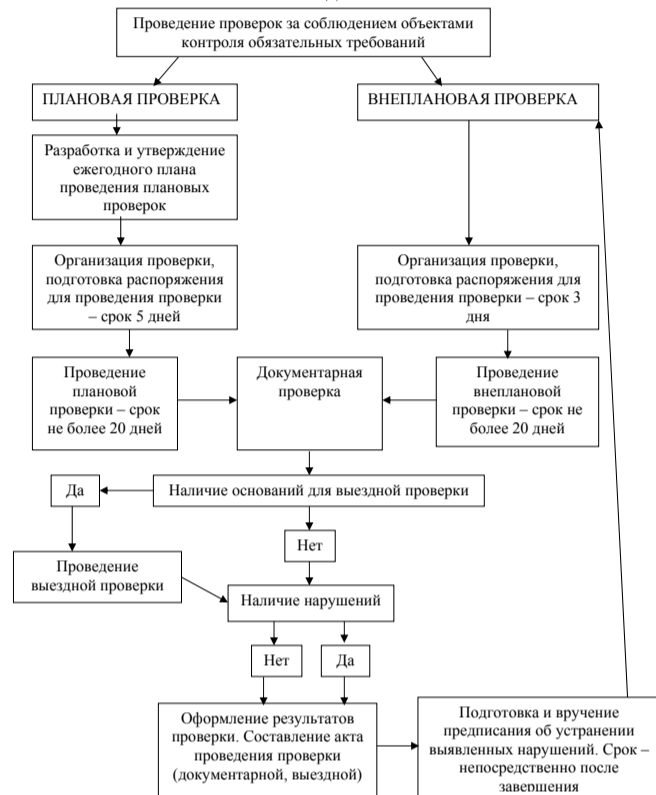 Проведение проверок за соблюдением объектами
контроля обязательных требований
ПЛАНОВАЯ ПРОВЕРКА
ВНЕПЛАНОВАЯ ПРОВЕРКА
Разработка и утверждение
ежегодного плана
проведения плановых
проверок
Организация проверки,
подготовка распоряжения
для проведения проверки
– срок 5 дней
Организация проверки,
подготовка распоряжения для
проведения проверки – срок 3
дня
Проведение
плановой
проверки – срок
не более 20 дней
Документарная
проверка
Проведение
внеплановой
проверки – срок не
более 20 дней
Да
Наличие оснований для выездной проверки
Нет
Проведение
выездной проверки
Наличие нарушений
Нет
Да
Оформление результатов
проверки. Составление акта
проведения проверки
(документарной, выездной)
Подготовка и вручение
предписания об устранении
выявленных нарушений. Срок –
непосредственно после
завершения